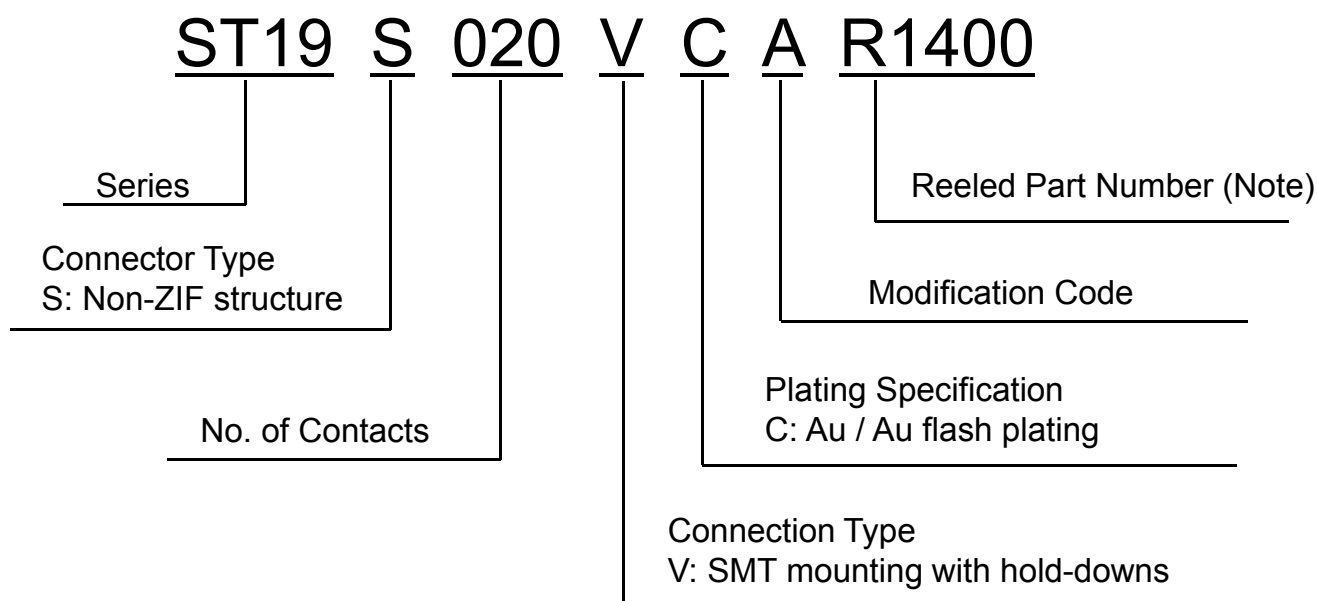 ST19 S 020 V C A R1400
Series
Reeled Part Number (Note)
Connector Type
S: Non-ZIF structure
Modification Code
Plating Specification
C: Au / Au flash plating
No. of Contacts
Connection Type
V: SMT mounting with hold-downs